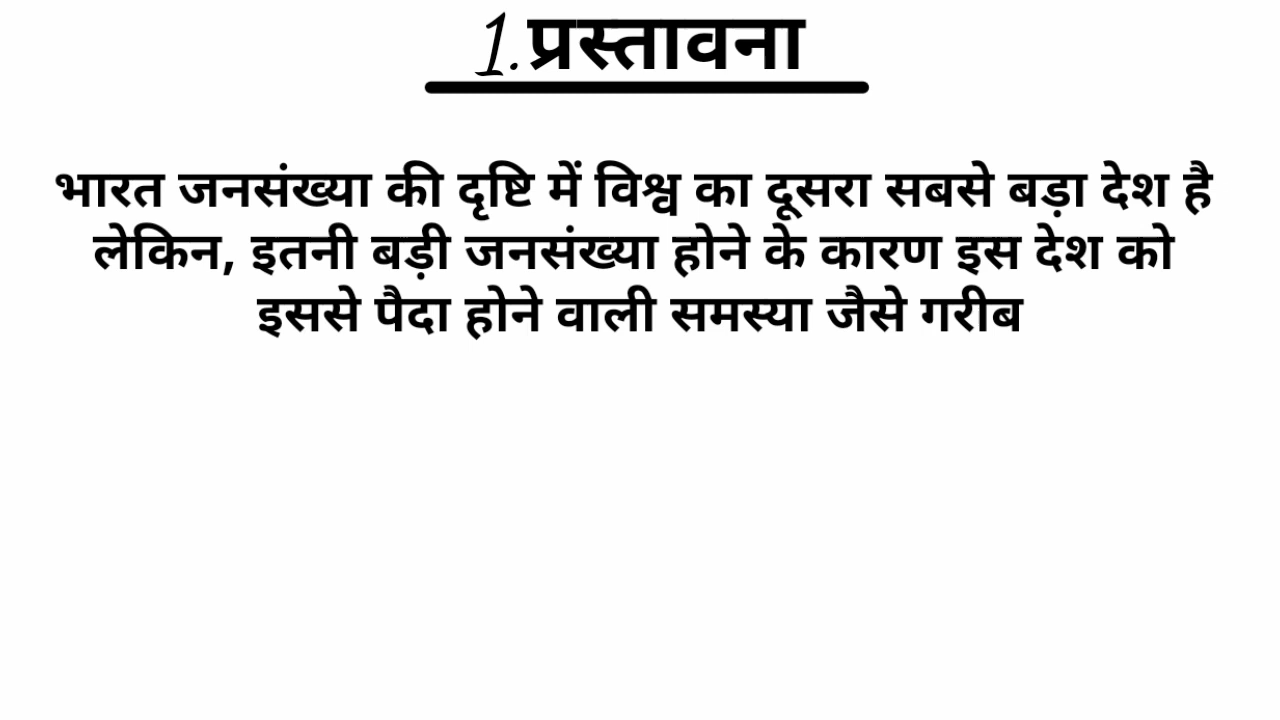 1.प्रस्तावना
भारत जनसंख्या की दृष्टि में विश्व का दूसरा सबसे बड़ा देश है
लेकिन, इतनी बड़ी जनसंख्या होने के कारण इस देश को
इससे पैदा होने वाली समस्या जैसे गरीब